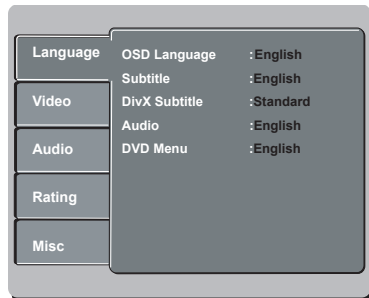 Language
Video
Audio
Rating
Misc
OSD Language :English
Subtitle :English
DivX Subtitle :Standard
Audio :English
DVD Menu :English